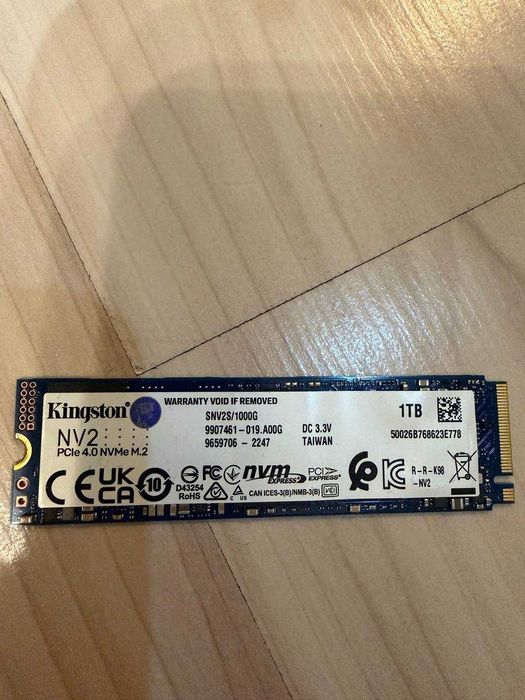 WARRANTY VOID IF REMOVED
Kingston
SNV2S/1000G
1TB
9907461-019.A00G
DC 3.3V
NV2
9659706 - 2247
TAIWAN
50026B768623E778
PCIe 4.0 NVMe M.2
CE
UK
CA
10
D43254
RoHS
FC
nvm
EXPRESS
PCI
EXPRESS
R-R-K98
-NV2
CAN ICES-3(B)/NMB-3(B)